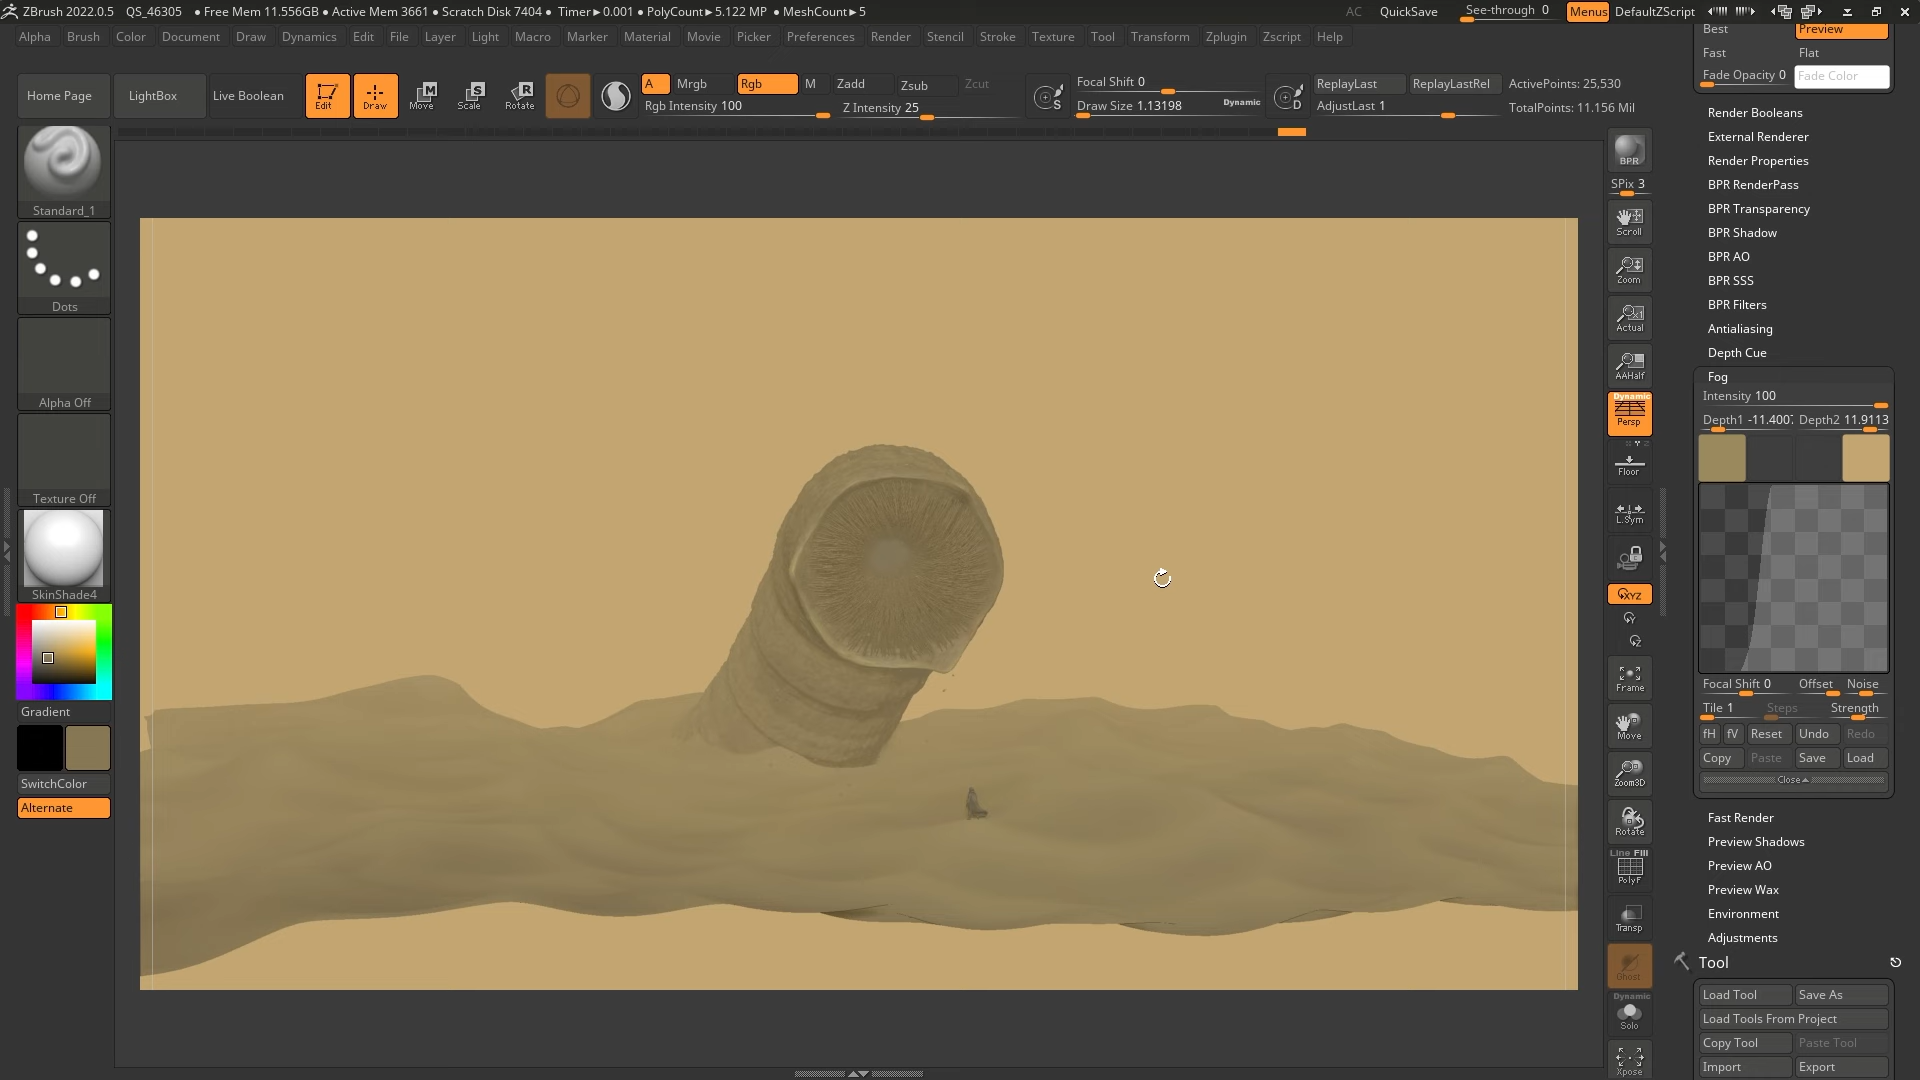 ZBrush 2022.0.5 QS_46305 • Free Mem 11.556GB • Active Mem 3661 • Scratch Disk 7404 • Timer►0.001 • PolyCount►5.122 MP • MeshCount►5 AC QuickSave See-through 0 Menus DefaultZScript
Alpha Brush Color Document Draw Dynamics Edit File Layer Light Macro Marker Material Movie Picker Preferences Render Stencil Stroke Texture Tool Transform Zplugin Zscript Help
Home Page LightBox Live Boolean Edit Draw Move Scale Rotate
A Mrgb Rgb M Zadd Zsub Zcut
Rgb Intensity 100 Z Intensity 25
Focal Shift 0
Draw Size 1.13198 Dynamic
ReplayLast ReplayLastRel
AdjustLast 1
ActivePoints: 25,530
TotalPoints: 11.156 Mil
Standard_1
Dots
Alpha Off
Texture Off
SkinShade4
Gradient
SwitchColor
Alternate
BPR
SPix 3
Scroll
Zoom
Actual
AAHalf
Dynamic
Persp
Floor
L.Sym
XYZ
Y
Z
Frame
Move
Zoom3D
Rotate
Line Fill
PolyF
Transp
Ghost
Dynamic
Solo
Xpose
Best Preview
Fast Flat
Fade Opacity 0 Fade Color
Render Booleans
External Renderer
Render Properties
BPR RenderPass
BPR Transparency
BPR Shadow
BPR AO
BPR SSS
BPR Filters
Antialiasing
Depth Cue
Fog
Intensity 100
Depth1 -11.4007 Depth2 11.9113
Focal Shift 0 Offset Noise
Tile 1 Steps Strength
fH fV Reset Undo Redo
Copy Paste Save Load
Close
Fast Render
Preview Shadows
Preview AO
Preview Wax
Environment
Adjustments
Tool
Load Tool Save As
Load Tools From Project
Copy Tool Paste Tool
Import Export